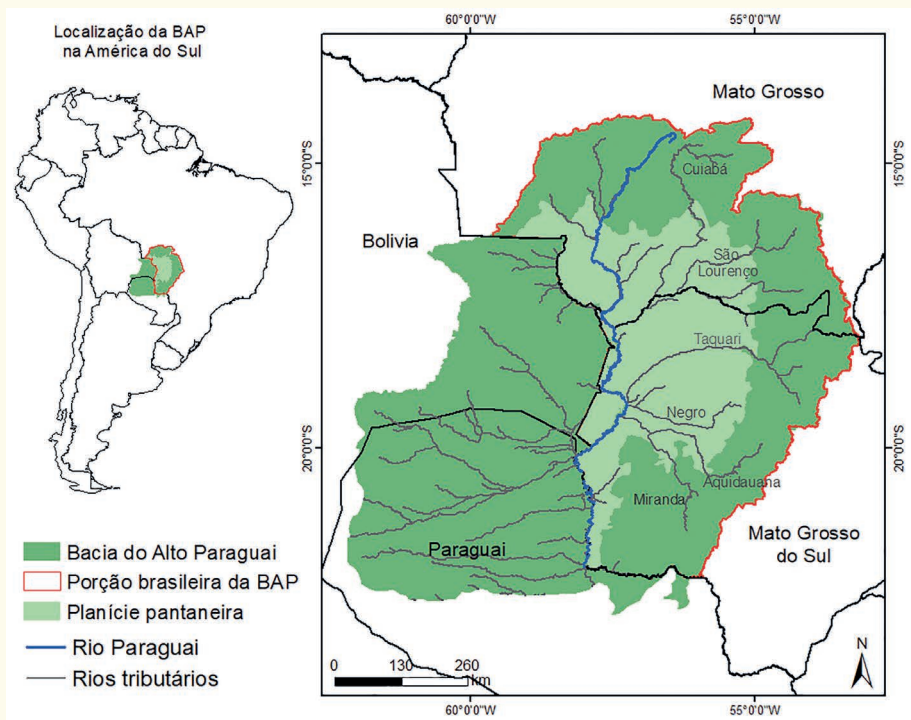 Localização da BAP
na América do Sul
60°0'0"W
55°0'0"W
Mato Grosso
15°0'0"S
15°0'0"S
Cuiabá
Bolivia
São
Lourenço
Taquari
Negro
20°0'0"S
20°0'0"S
Aquidauana
Miranda
Paraguai
Mato Grosso
do Sul
Bacia do Alto Paraguai
Porção brasileira da BAP
Planície pantaneira
Rio Paraguai
Rios tributários
0 130 260
km
N
60°0'0"W
55°0'0"W